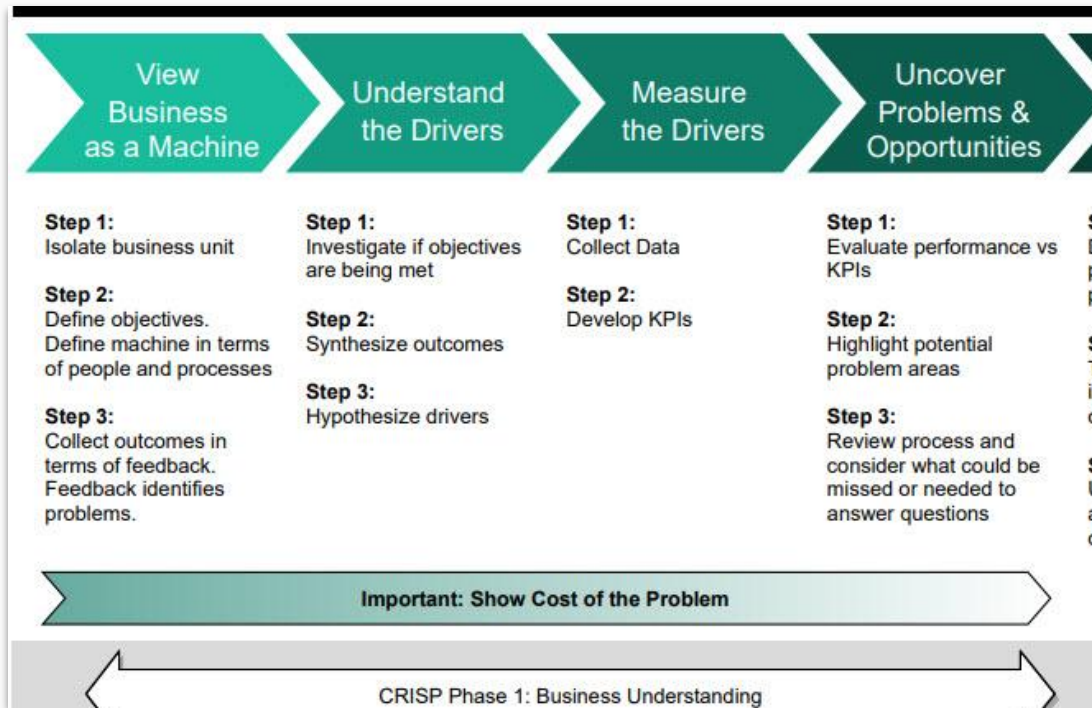 View
Business
as a Machine
Understand
the Drivers
Measure
the Drivers
Uncover
Problems &
Opportunities
Step 1:
Isolate business unit
Step 2:
Define objectives.
Define machine in terms
of people and processes
Step 3:
Collect outcomes in
terms of feedback.
Feedback identifies
problems.
Step 1:
Investigate if objectives
are being met
Step 2:
Synthesize outcomes
Step 3:
Hypothesize drivers
Step 1:
Collect Data
Step 2:
Develop KPIs
Step 1:
Evaluate performance vs
KPIs
Step 2:
Highlight potential
problem areas
Step 3:
Review process and
consider what could be
missed or needed to
answer questions
Important: Show Cost of the Problem
CRISP Phase 1: Business Understanding